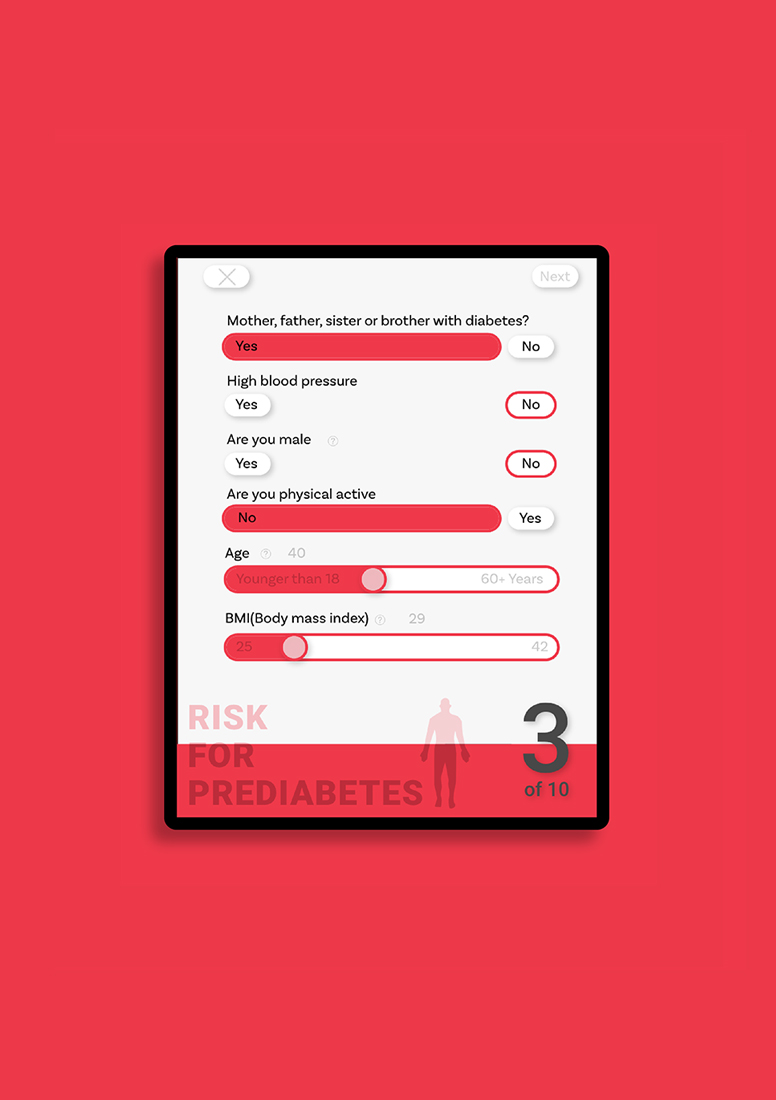 Next
Mother, father, sister or brother with diabetes?
Yes No
High blood pressure
Yes No
Are you male ?
Yes No
Are you physical active
No Yes
Age ? 40
Younger than 18 60+ Years
BMI(Body mass index) ? 29
25 42
RISK
FOR
PREDIABETES
3
of 10